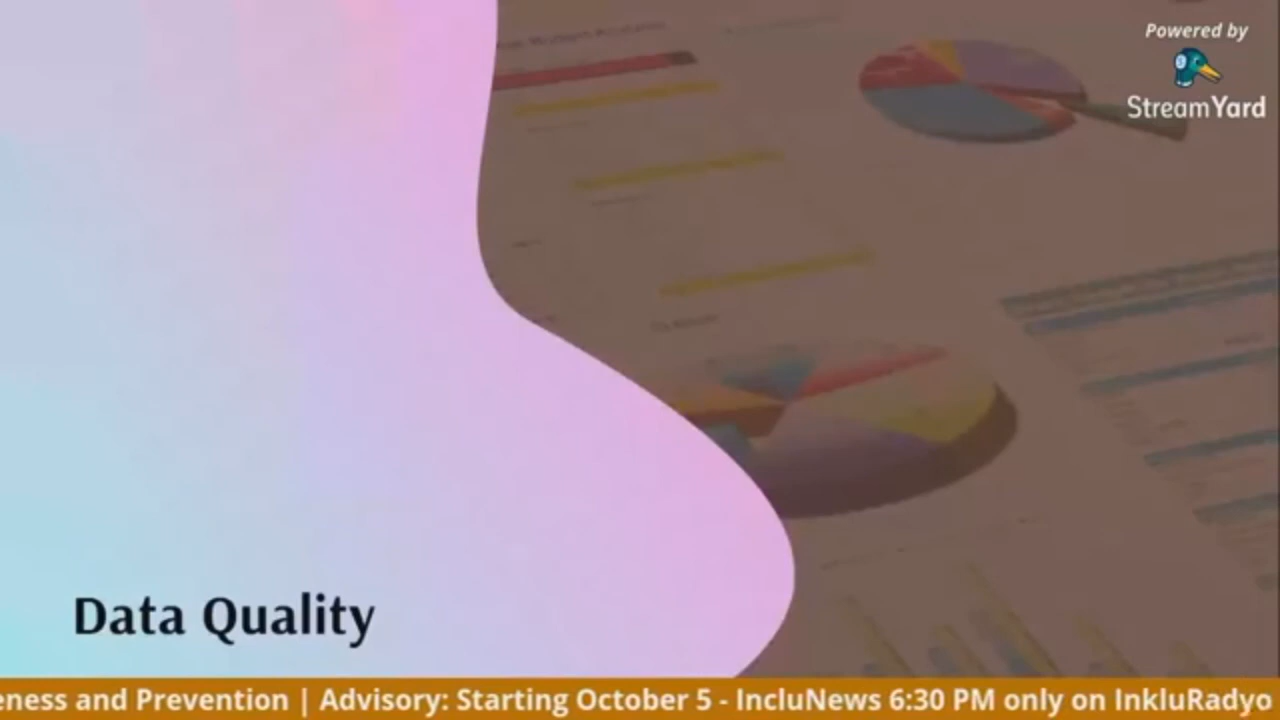 Powered by
StreamYard
Data Quality
eness and Prevention | Advisory: Starting October 5 - IncluNews 6:30 PM only on InkluRadyo